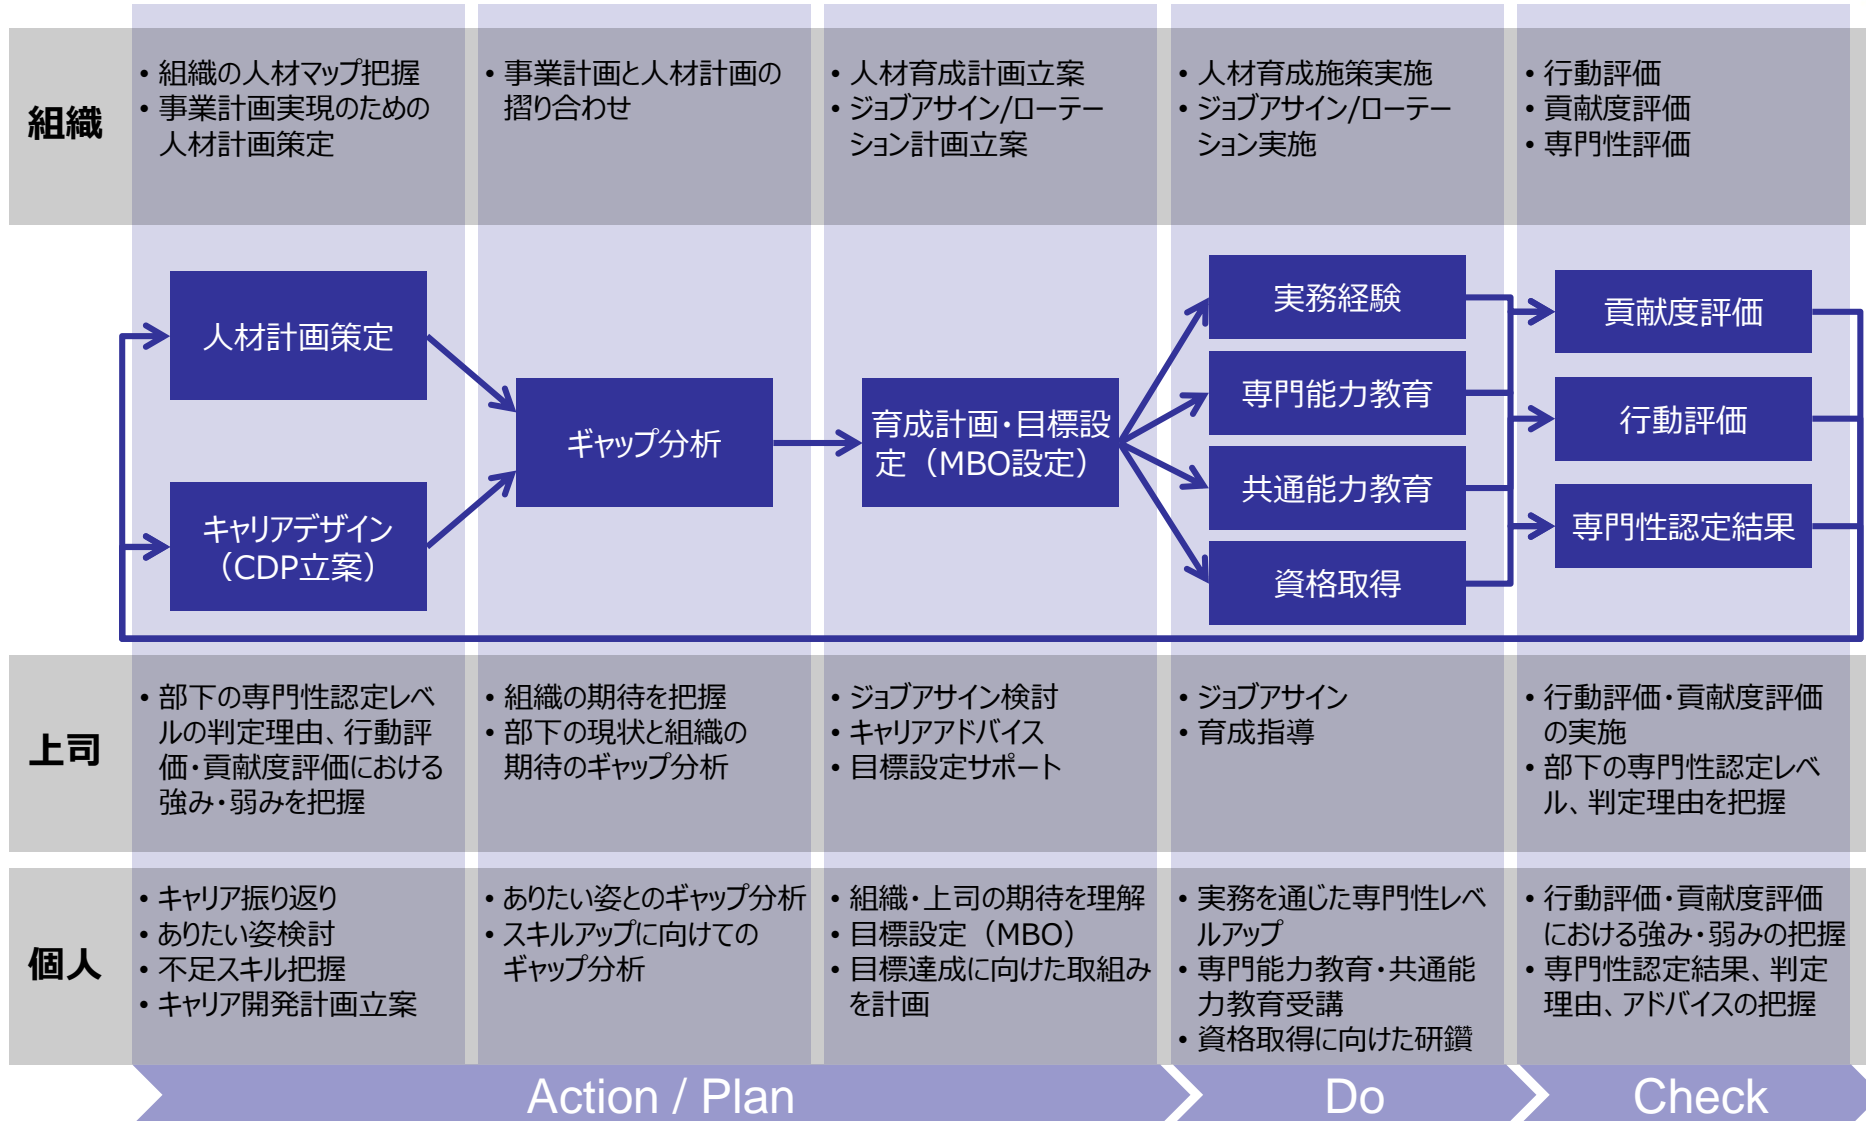 組織
• 組織の人材マップ把握
• 事業計画実現のための
人材計画策定
• 事業計画と人材計画の
摺り合わせ
• 人材育成計画立案
• ジョブアサイン/ローテー
ション計画立案
• 人材育成施策実施
• ジョブアサイン/ローテー
ション実施
• 行動評価
• 貢献度評価
• 専門性評価
人材計画策定
キャリアデザイン
（CDP立案）
ギャップ分析
育成計画・目標設
定（MBO設定）
実務経験
専門能力教育
共通能力教育
資格取得
貢献度評価
行動評価
専門性認定結果
上司
• 部下の専門性認定レベ
ルの判定理由、行動評
価・貢献度評価における
強み・弱みを把握
• 組織の期待を把握
• 部下の現状と組織の
期待のギャップ分析
• ジョブアサイン検討
• キャリアアドバイス
• 目標設定サポート
• ジョブアサイン
• 育成指導
• 行動評価・貢献度評価
の実施
• 部下の専門性認定レベ
ル、判定理由を把握
個人
• キャリア振り返り
• ありたい姿検討
• 不足スキル把握
• キャリア開発計画立案
• ありたい姿とのギャップ分析
• スキルアップに向けての
ギャップ分析
• 組織・上司の期待を理解
• 目標設定（MBO）
• 目標達成に向けた取組み
を計画
• 実務を通じた専門性レベ
ルアップ
• 専門能力教育・共通能
力教育受講
• 資格取得に向けた研鑽
• 行動評価・貢献度評価
における強み・弱みの把握
• 専門性認定結果、判定
理由、アドバイスの把握
Action / Plan
Do
Check